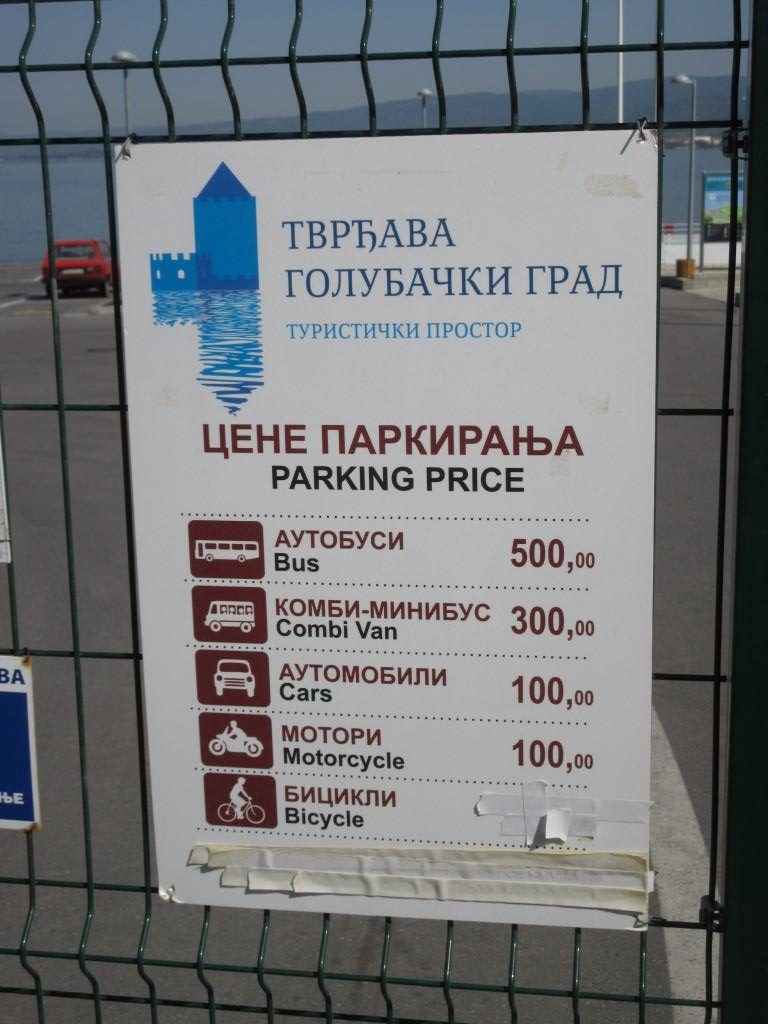 ТВРЂАВА
ГОЛУБАЧКИ ГРАД
ТУРИСТИЧКИ ПРОСТОР
ЦЕНЕ ПАРКИРАЊА
PARKING PRICE
АУТОБУСИ
Bus
500,00
КОМБИ-МИНИБУС
Combi Van
300,00
АУТОМОБИЛИ
Cars
100,00
МОТОРИ
Motorcycle
100,00
БИЦИКЛИ
Bicycle